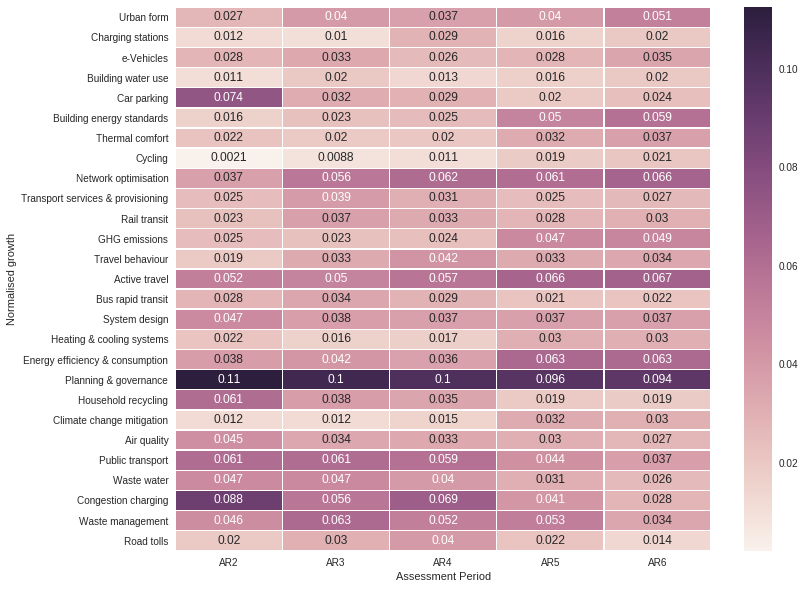 Urban form 0.027 0.04 0.037 0.04 0.051
Charging stations 0.012 0.01 0.029 0.016 0.02
e-Vehicles 0.028 0.033 0.026 0.028 0.035
Building water use 0.011 0.02 0.013 0.016 0.02
Car parking 0.074 0.032 0.029 0.02 0.024
Building energy standards 0.016 0.023 0.025 0.05 0.059
Thermal comfort 0.022 0.02 0.02 0.032 0.037
Cycling 0.0021 0.0088 0.011 0.019 0.021
Network optimisation 0.037 0.056 0.062 0.061 0.066
Transport services & provisioning 0.025 0.039 0.031 0.025 0.027
Rail transit 0.023 0.037 0.033 0.028 0.03
GHG emissions 0.025 0.023 0.024 0.047 0.049
Travel behaviour 0.019 0.033 0.042 0.033 0.034
Active travel 0.052 0.05 0.057 0.066 0.067
Bus rapid transit 0.028 0.034 0.029 0.021 0.022
System design 0.047 0.038 0.037 0.037 0.037
Heating & cooling systems 0.022 0.016 0.017 0.03 0.03
Energy efficiency & consumption 0.038 0.042 0.036 0.063 0.063
Planning & governance 0.11 0.1 0.1 0.096 0.094
Household recycling 0.061 0.038 0.035 0.019 0.019
Climate change mitigation 0.012 0.012 0.015 0.032 0.03
Air quality 0.045 0.034 0.033 0.03 0.027
Public transport 0.061 0.061 0.059 0.044 0.037
Waste water 0.047 0.047 0.04 0.031 0.026
Congestion charging 0.088 0.056 0.069 0.041 0.028
Waste management 0.046 0.063 0.052 0.053 0.034
Road tolls 0.02 0.03 0.04 0.022 0.014
AR2 AR3 AR4 AR5 AR6
Assessment Period
Normalised growth
0.10
0.08
0.06
0.04
0.02